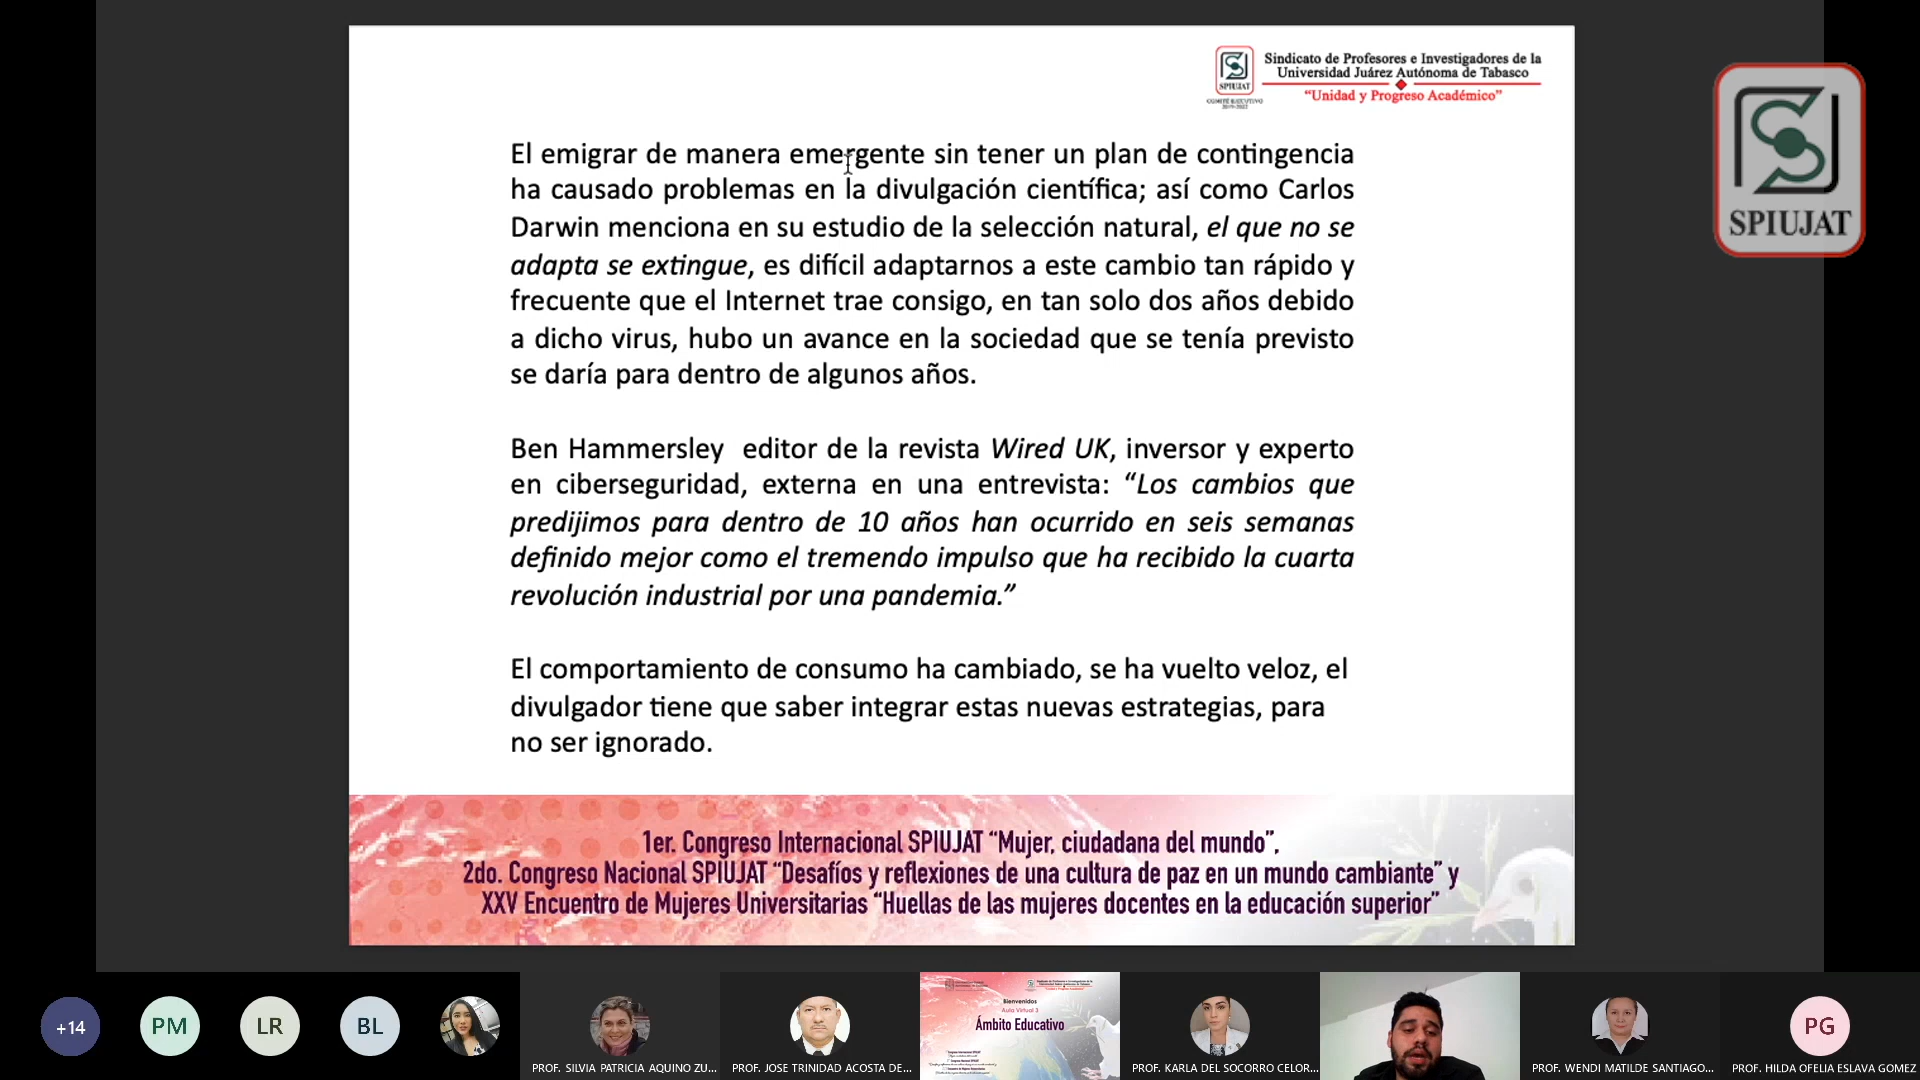 Sindicato de Profesores e Investigadores de la
Universidad Juárez Autónoma de Tabasco
“Unidad y Progreso Académico”
SPIUJAT
COMITÉ EJECUTIVO
2019-2022
SPIUJAT
El emigrar de manera emergente sin tener un plan de contingencia
ha causado problemas en la divulgación científica; así como Carlos
Darwin menciona en su estudio de la selección natural, el que no se
adapta se extingue, es difícil adaptarnos a este cambio tan rápido y
frecuente que el Internet trae consigo, en tan solo dos años debido
a dicho virus, hubo un avance en la sociedad que se tenía previsto
se daría para dentro de algunos años.
Ben Hammersley editor de la revista Wired UK, inversor y experto
en ciberseguridad, externa en una entrevista: “Los cambios que
predijimos para dentro de 10 años han ocurrido en seis semanas
definido mejor como el tremendo impulso que ha recibido la cuarta
revolución industrial por una pandemia.”
El comportamiento de consumo ha cambiado, se ha vuelto veloz, el
divulgador tiene que saber integrar estas nuevas estrategias, para
no ser ignorado.
1er. Congreso Internacional SPIUJAT “Mujer, ciudadana del mundo”,
2do. Congreso Nacional SPIUJAT “Desafíos y reflexiones de una cultura de paz en un mundo cambiante” y
XXV Encuentro de Mujeres Universitarias “Huellas de las mujeres docentes en la educación superior”
+14
PM
LR
BL
PROF. SILVIA PATRICIA AQUINO ZU...
PROF. JOSE TRINIDAD ACOSTA DE...
Bienvenidos
Aula Virtual 3
Ámbito Educativo
PROF. KARLA DEL SOCORRO CELOR...
PROF. WENDI MATILDE SANTIAGO...
PG
PROF. HILDA OFELIA ESLAVA GOMEZ